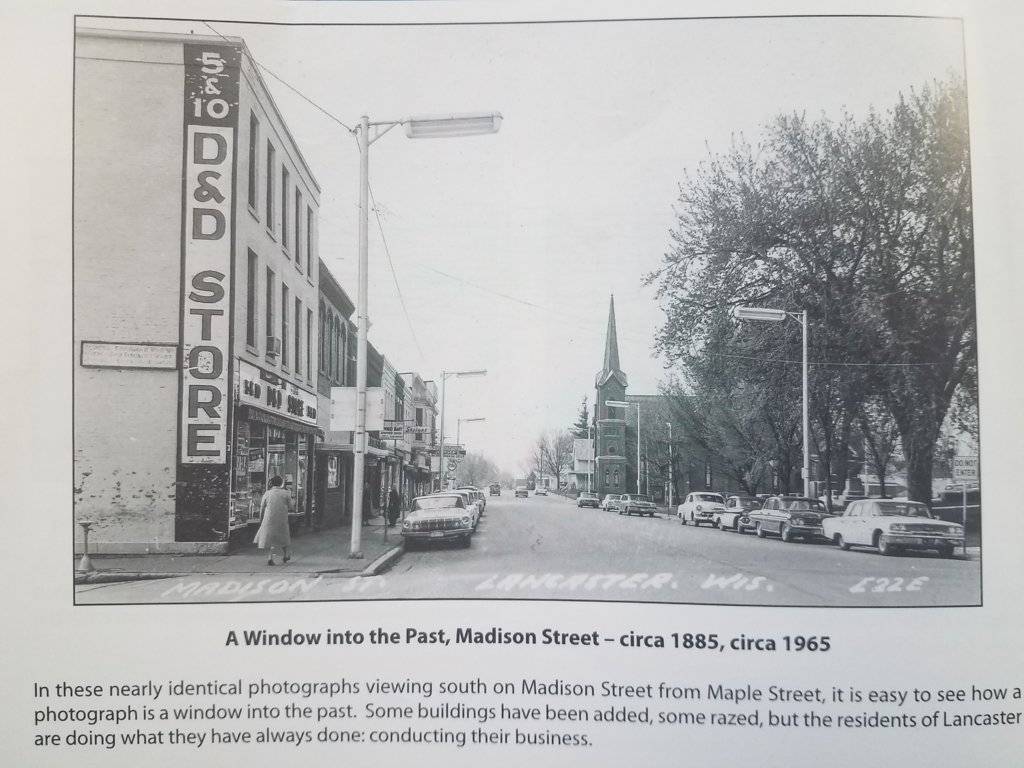 5
&
10
D&D STORE
D&D STORE
DO NOT
ENTER
MADISON ST. LANCASTER. WIS. E32E
A Window into the Past, Madison Street – circa 1885, circa 1965
In these nearly identical photographs viewing south on Madison Street from Maple Street, it is easy to see how a
photograph is a window into the past. Some buildings have been added, some razed, but the residents of Lancaster
are doing what they have always done: conducting their business.